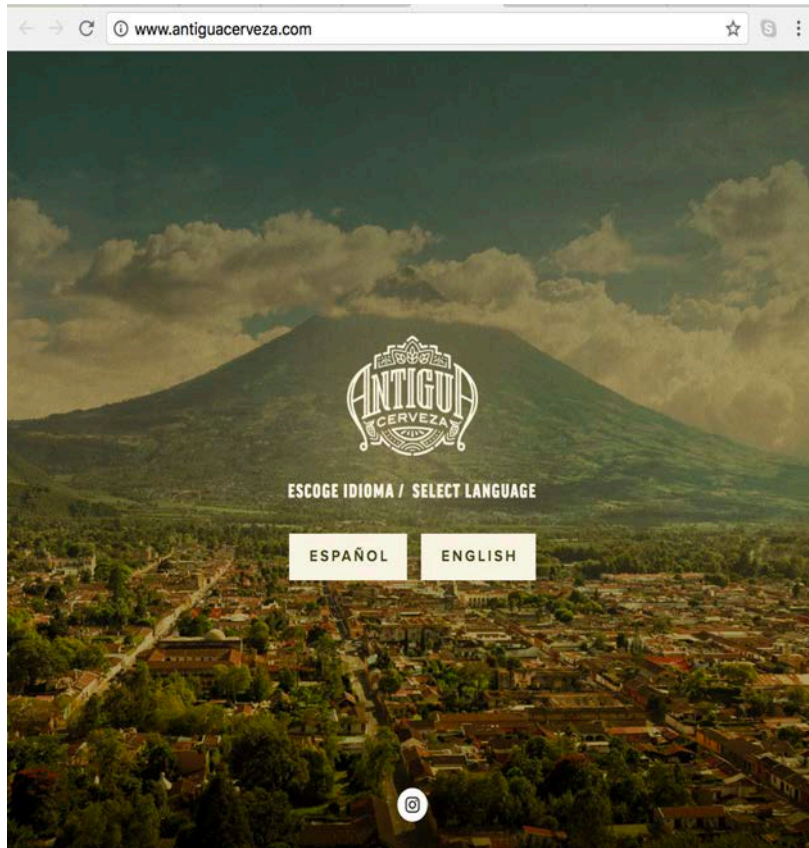 www.antiguacerveza.com
ANTIGUA
CERVEZA
ESCOGE IDIOMA / SELECT LANGUAGE
ESPAÑOL ENGLISH